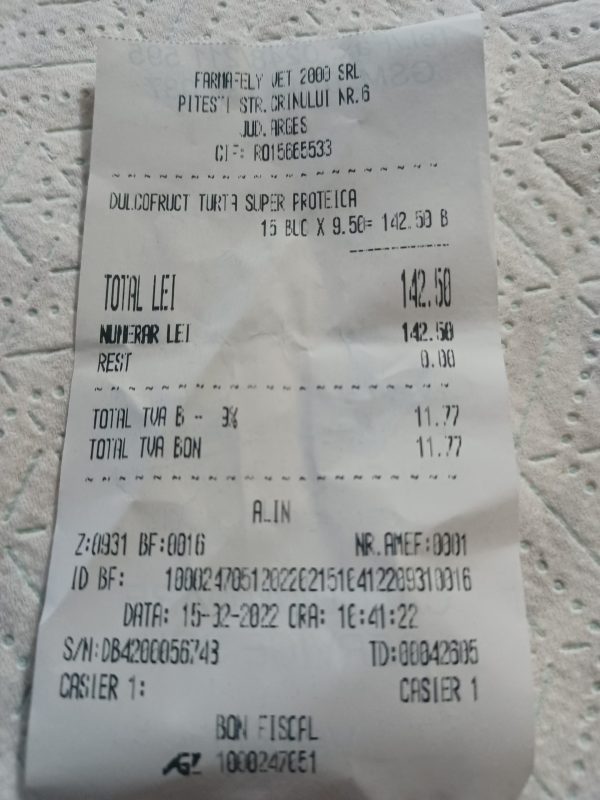 FARMAFELY VET 2000 SRL
PITESTI STR.CRINULUI NR.6
JUD.ARGES
CIF: RO15665533
DULCOFRUCT TURTA SUPER PROTEICA
15 BUC X 9.50= 142.50 B
TOTAL LEI 142.50
NUMERAR LEI 142.50
REST 0.00
TOTAL TVA B -- 9% 11.77
TOTAL TVA BON 11.77
Z:0931 BF:0016 NR.AMEF:0001
ID BF:
DATA: 15-02-2022 ORA: 16:41:22
S/N:DB4200056743 TD:00042605
CASIER 1: CASIER 1
BON FISCAL